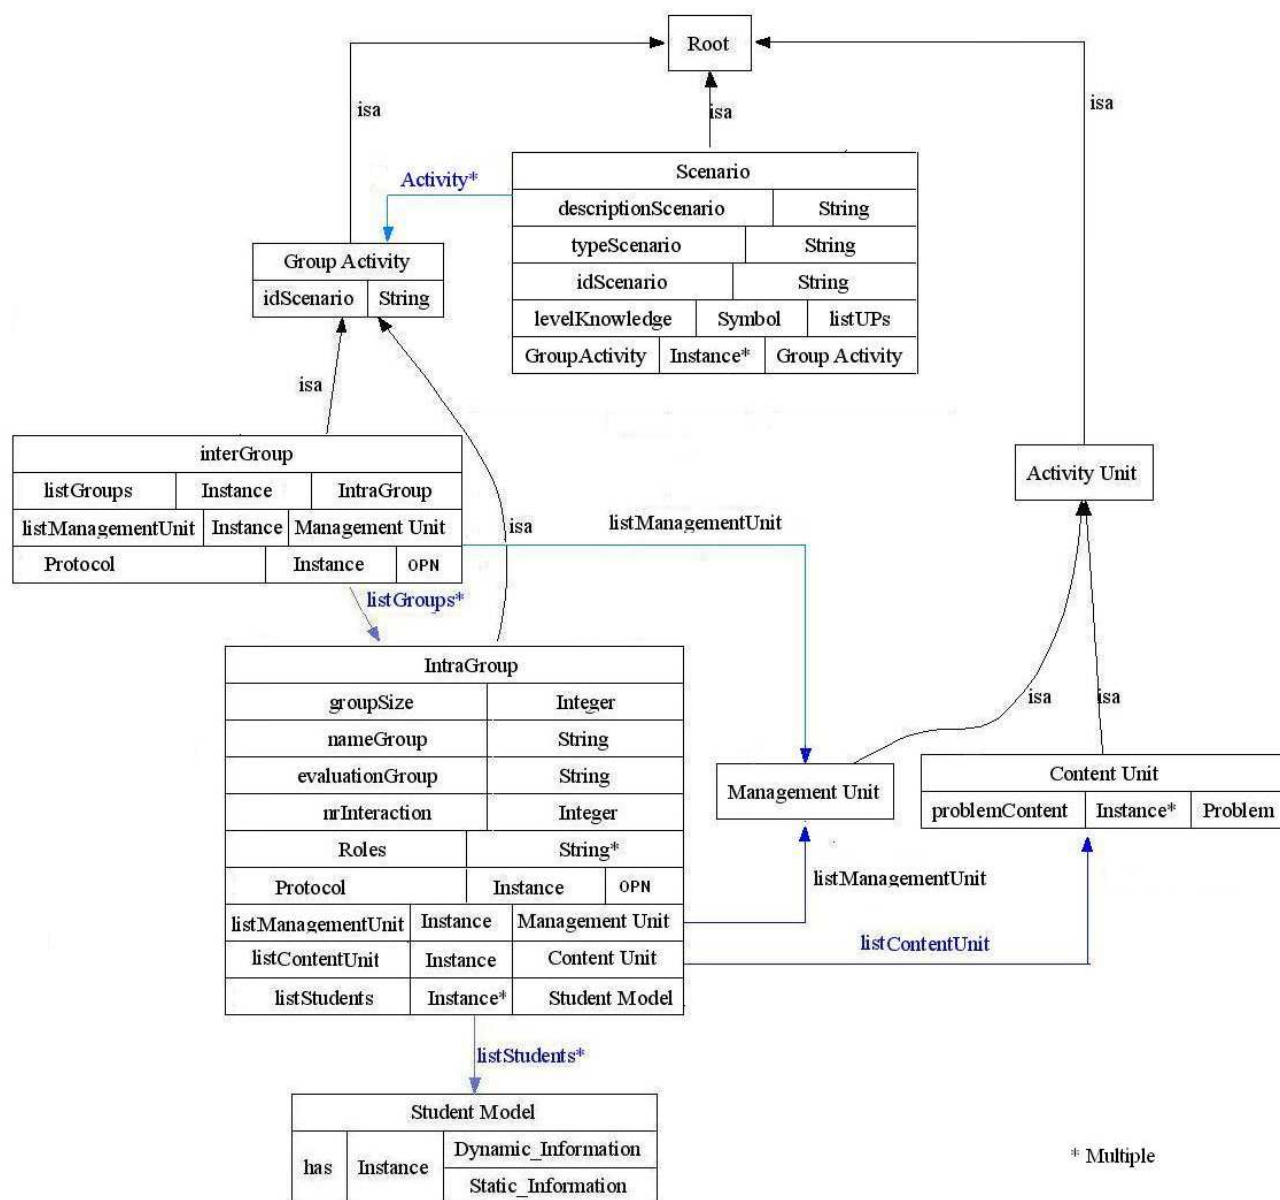 Root
isa
isa
isa
Activity*
Scenario
descriptionScenario String
typeScenario String
idScenario String
levelKnowledge Symbol listUPs
GroupActivity Instance* Group Activity
Group Activity
idScenario String
isa
interGroup
listGroups Instance IntraGroup
listManagementUnit Instance Management Unit
Protocol Instance OPN
Activity Unit
listManagementUnit
isa
listGroups*
IntraGroup
groupSize Integer
nameGroup String
evaluationGroup String
nrInteraction Integer
Roles String*
Protocol Instance OPN
listManagementUnit Instance Management Unit
listContentUnit Instance Content Unit
listStudents Instance* Student Model
isa
isa
Management Unit
Content Unit
problemContent Instance* Problem
listManagementUnit
listContentUnit
listStudents*
Student Model
has Instance Dynamic_Information
Static_Information
* Multiple